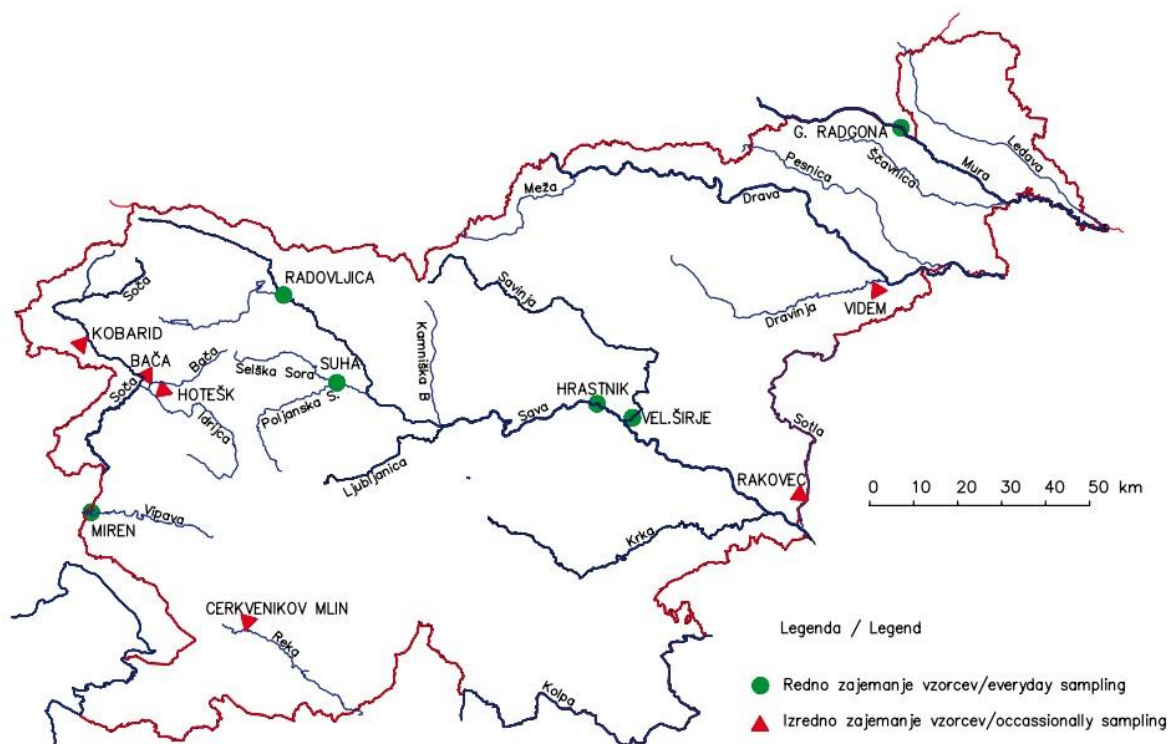 G. RADGONA
Ledava
Ščavnica
Pesnica
Mura
Meža
Drava
Soča
RADOVLJICA
Savinja
Dravinja
VIDEM
KOBARID
Kamniška B
BAČA
Bača
Selška Sora
SUHA
Soča
HOTEŠK
Idrijca
Poljanska S.
HRASTNIK
Sava
VEL.ŠIRJE
Sotla
Ljubljanica
RAKOVEC
0 10 20 30 40 50 km
Vipava
MIREN
Krka
CERKVENIKOV MLIN
Reka
Kolpa
Legenda / Legend
Redno zajemanje vzorcev/everyday sampling
Izredno zajemanje vzorcev/occassionally sampling